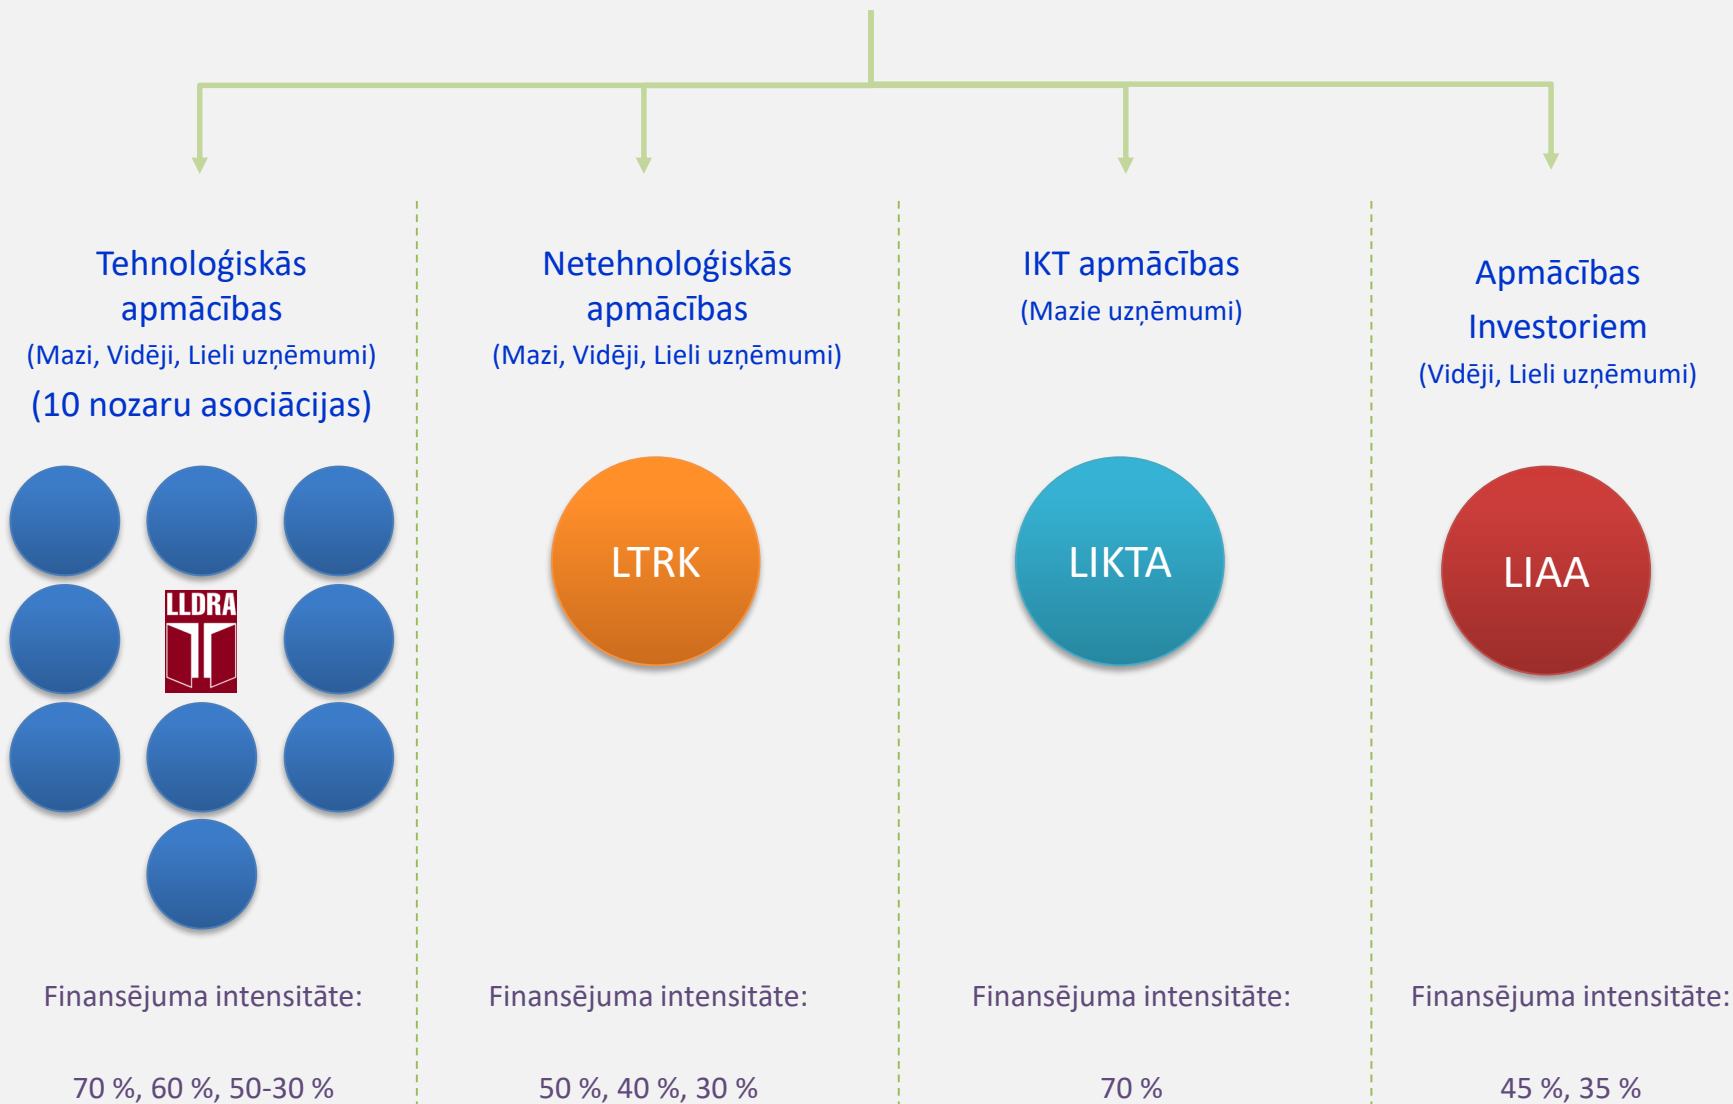 Tehnoloģiskās
apmācības
(Mazi, Vidēji, Lieli uzņēmumi)
(10 nozaru asociācijas)
LLDRA
Finansējuma intensitāte:
70 %, 60 %, 50-30 %
Netehnoloģiskās
apmācības
(Mazi, Vidēji, Lieli uzņēmumi)
LTRK
Finansējuma intensitāte:
50 %, 40 %, 30 %
IKT apmācības
(Mazie uzņēmumi)
LIKTA
Finansējuma intensitāte:
70 %
Apmācības
Investoriem
(Vidēji, Lieli uzņēmumi)
LIAA
Finansējuma intensitāte:
45 %, 35 %